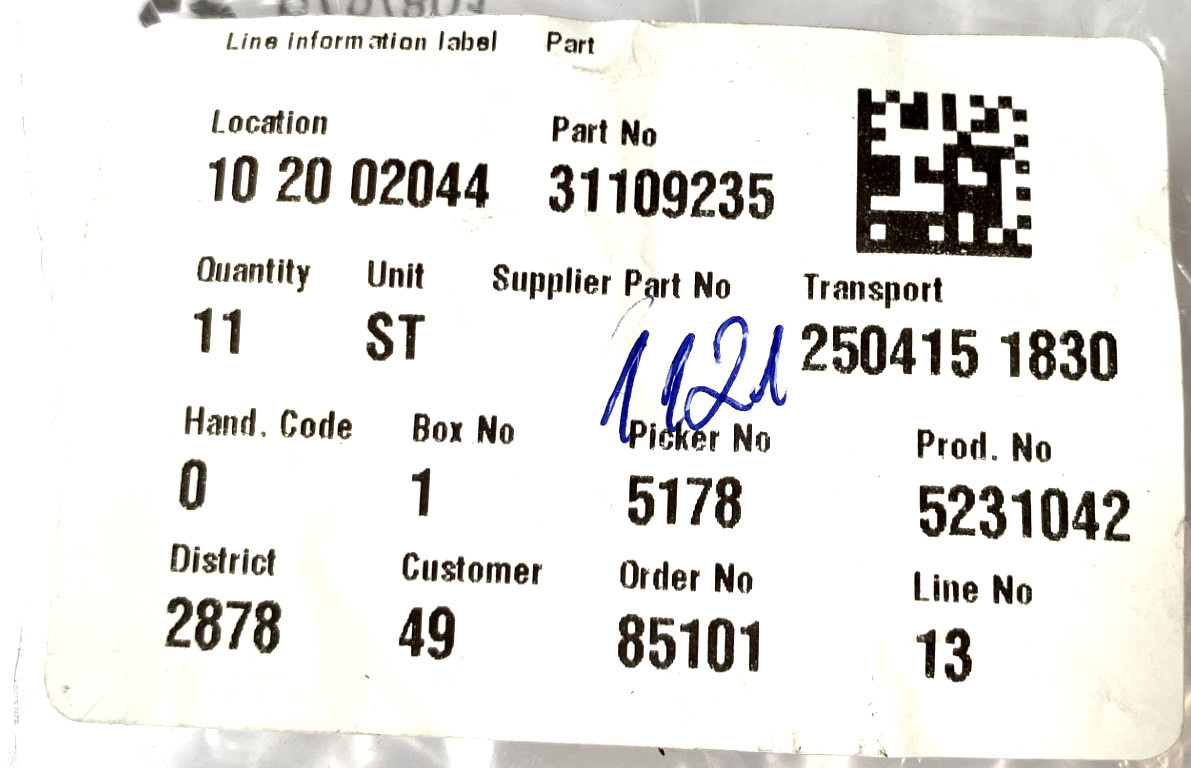 Line information label Part
Location Part No
10 20 02044 31109235
Quantity Unit Supplier Part No Transport
11 ST 250415 1830
1121
Hand. Code Box No Picker No Prod. No
0 1 5178 5231042
District Customer Order No Line No
2878 49 85101 13